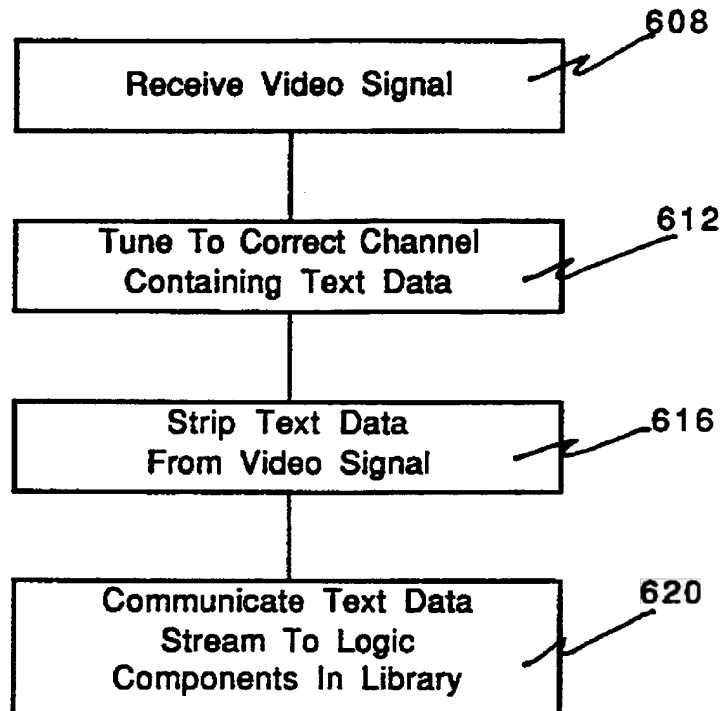 608
Receive Video Signal
612
Tune To Correct Channel
Containing Text Data
616
Strip Text Data
From Video Signal
620
Communicate Text Data
Stream To Logic
Components In Library